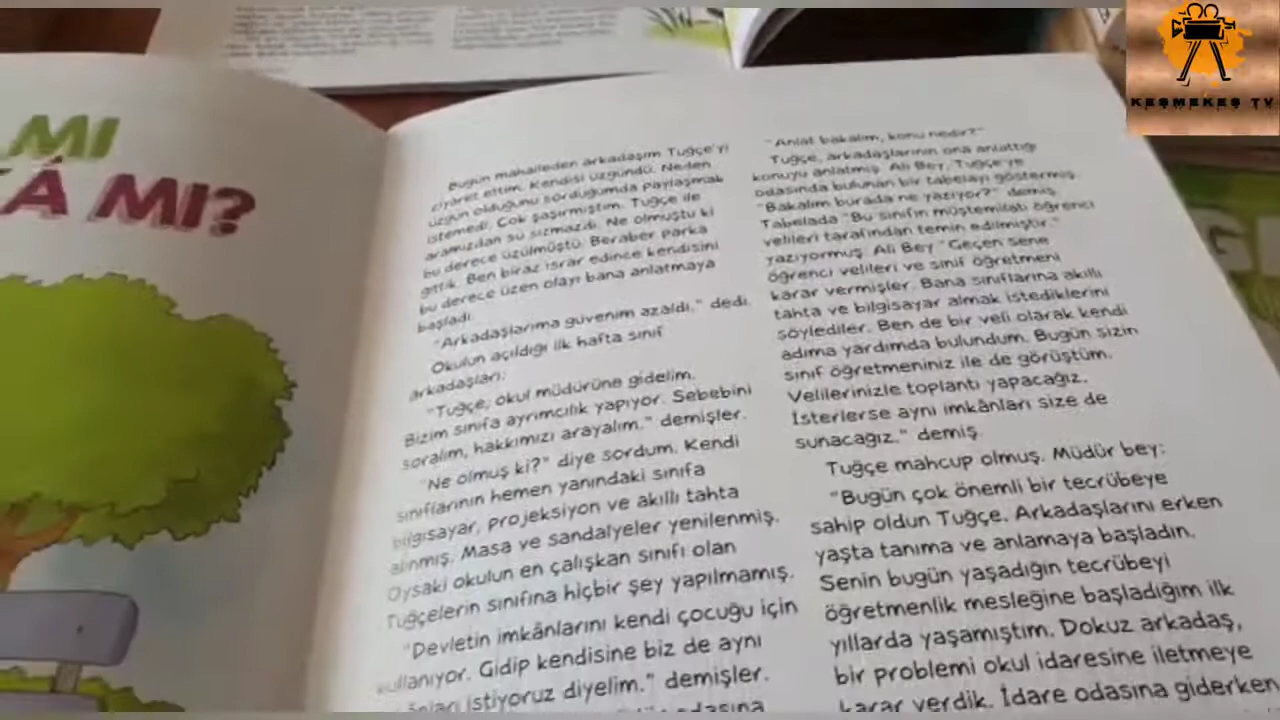 MI
Á MI?
Bugün mahalleden arkadaşım Tuğçe'yi
ziyaret ettim. Kendisi üzgündü. Neden
üzgün olduğunu sorduğumda paylaşmak
istemedi. Çok şaşırmıştım. Tuğçe ile
aramızdan su sızmazdı. Ne olmuştu ki
bu derece üzülmüştü. Beraber parka
gittik. Ben biraz ısrar edince kendisini
bu derece üzen olayı bana anlatmaya
başladı.
"Arkadaşlarıma güvenim azaldı." dedi.
Okulun açıldığı ilk hafta sınıf
arkadaşları;
"Tuğçe, okul müdürüne gidelim.
Bizim sınıfa ayrımcılık yapıyor. Sebebini
soralım, hakkımızı arayalım." demişler.
"Ne olmuş ki?" diye sordum. Kendi
sınıflarının hemen yanındaki sınıfa
bilgisayar, projeksiyon ve akıllı tahta
alınmış. Masa ve sandalyeler yenilenmiş.
Oysaki okulun en çalışkan sınıfı olan
Tuğçelerin sınıfına hiçbir şey yapılmamış.
"Devletin imkânlarını kendi çocuğu için
kullanıyor. Gidip kendisine biz de aynı
istiyoruz diyelim." demişler.
odasına
"Anlat bakalım, konu nedir?"
Tuğçe, arkadaşlarının ona anlattığı
konuyu anlatmış. Ali Bey, Tuğçe'ye
odasında bulunan bir tabelayı göstermiş.
"Bakalım burada ne yazıyor?" demiş.
Tabelada "Bu sınıfın müştemilatı öğrenci
velileri tarafından temin edilmiştir."
yazıyormuş. Ali Bey "Geçen sene
öğrenci velileri ve sınıf öğretmeni
karar vermişler. Bana sınıflarına akıllı
tahta ve bilgisayar almak istediklerini
söylediler. Ben de bir veli olarak kendi
adıma yardımda bulundum. Bugün sizin
sınıf öğretmeniniz ile de görüştüm.
Velilerinizle toplantı yapacağız.
İsterlerse aynı imkânları size de
sunacağız." demiş.
Tuğçe mahcup olmuş. Müdür bey:
"Bugün çok önemli bir tecrübeye
sahip oldun Tuğçe. Arkadaşlarını erken
yaşta tanıma ve anlamaya başladın.
Senin bugün yaşadığın tecrübeyi
öğretmenlik mesleğine başladığım ilk
yıllarda yaşamıştım. Dokuz arkadaş,
bir problemi okul idaresine iletmeye
karar verdik. İdare odasına giderken
KEŞMEKEŞ TV